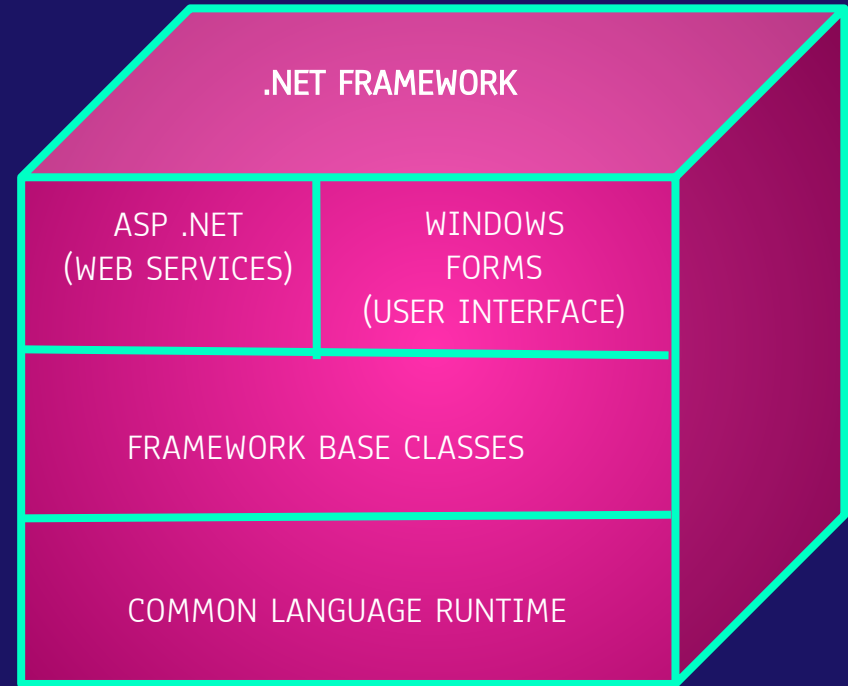 .NET FRAMEWORK
ASP .NET
(WEB SERVICES)
WINDOWS
FORMS
(USER INTERFACE)
FRAMEWORK BASE CLASSES
COMMON LANGUAGE RUNTIME